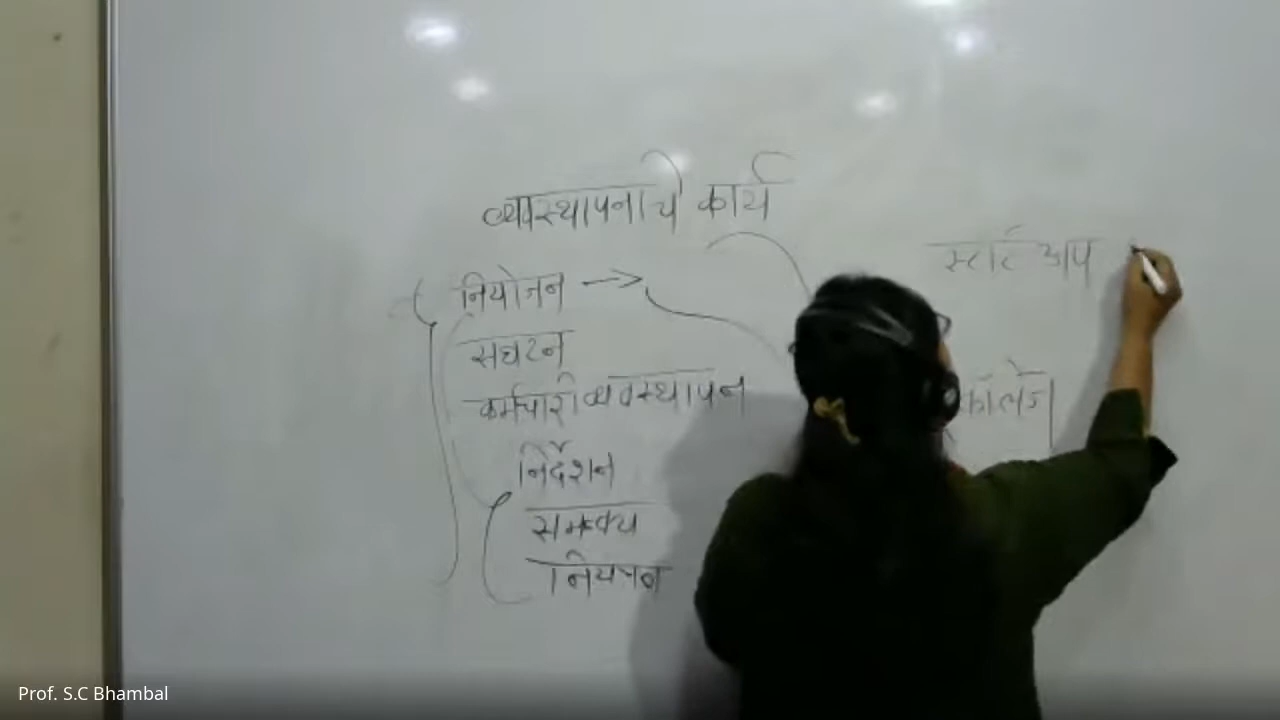 व्यवस्थापनाचे कार्य
नियोजन →
संघटन
कर्मचारी व्यवस्थापन
निर्देशन
समन्वय
नियंत्रण
स्टार्ट अप
कॉलेज
Prof. S.C Bhambal